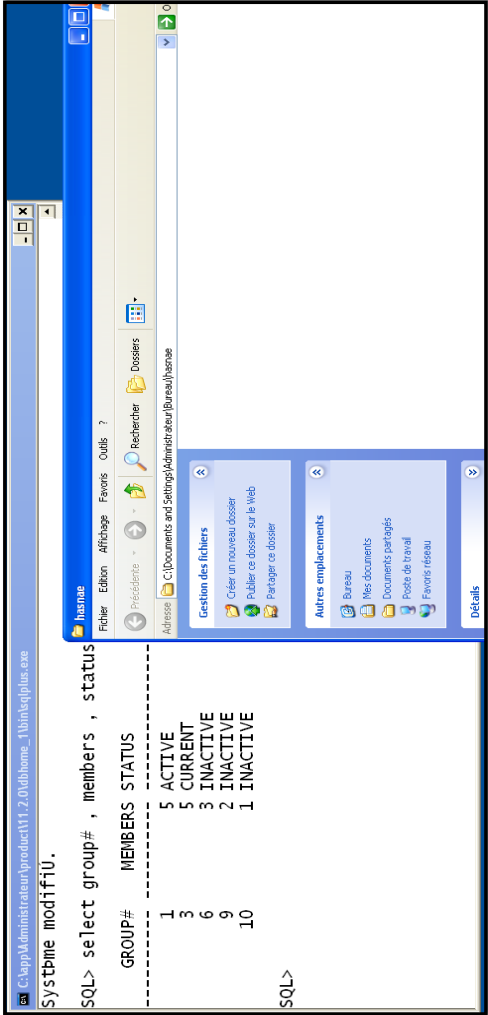 C:\app\Administrateur\product\11.2.0\dbhome_1\bin\sqlplus.exe
SystÞme modifiÚ.
SQL> select group# , members , status
GROUP# MEMBERS STATUS
1 5 ACTIVE
3 5 CURRENT
6 3 INACTIVE
9 2 INACTIVE
10 1 INACTIVE
SQL>
hasnae
Fichier Edition Affichage Favoris Outils ?
Précédente Rechercher Dossiers
Adresse C:\Documents and Settings\Administrateur\Bureau\hasnae
Gestion des fichiers
Créer un nouveau dossier
Publier ce dossier sur le Web
Partager ce dossier
Autres emplacements
Bureau
Mes documents
Documents partagés
Poste de travail
Favoris réseau
Détails